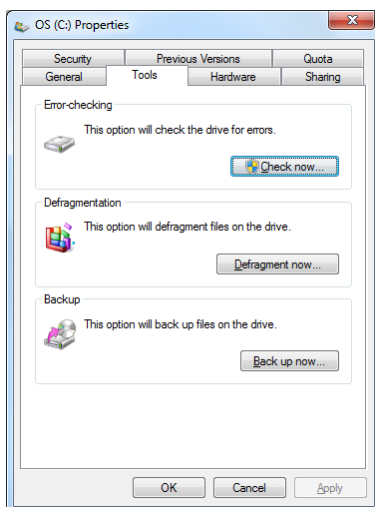 OS (C:) Properties
Security Previous Versions Quota
General Tools Hardware Sharing
Error-checking
This option will check the drive for errors.
Check now...
Defragmentation
This option will defragment files on the drive.
Defragment now...
Backup
This option will back up files on the drive.
Back up now...
OK Cancel Apply